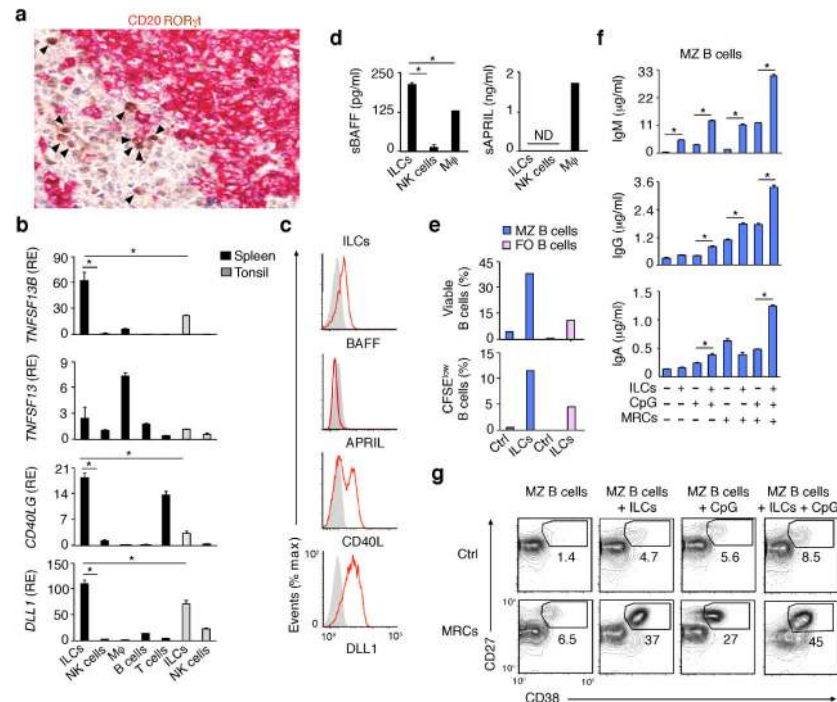 a
CD20 RORγt
b
TNFSF13B (RE)
90
60
30
0
*
*
Spleen
Tonsil
TNFSF13 (RE)
9
6
3
0
CD40LG (RE)
21
14
7
0
*
*
DLL1 (RE)
150
100
50
0
*
*
ILCs
NK cells
Mφ
B cells
T cells
ILCs
NK cells
c
ILCs
BAFF
APRIL
CD40L
Events (% max)
10²
0
10⁰
10¹
DLL1
d
sBAFF (pg/ml)
250
125
0
*
*
ILCs
NK cells
Mφ
sAPRIL (ng/ml)
2
1
0
ND
ILCs
NK cells
Mφ
e
MZ B cells
FO B cells
Viable B cells (%)
45
30
15
0
CFSElow B cells (%)
15
10
5
0
Ctrl
ILCs
Ctrl
ILCs
f
MZ B cells
IgM (μg/ml)
33
22
11
0
* * * *
IgG (μg/ml)
3.6
2.4
1.2
0
* * *
IgA (μg/ml)
1.5
1.0
0.5
0
* *
ILCs − + − + − + − +
CpG − − + + − − + +
MRCs − − − − + + + +
g
MZ B cells
MZ B cells + ILCs
MZ B cells + CpG
MZ B cells + ILCs + CpG
Ctrl
1.4
4.7
5.6
8.5
MRCs
6.5
37
27
45
CD27
CD38